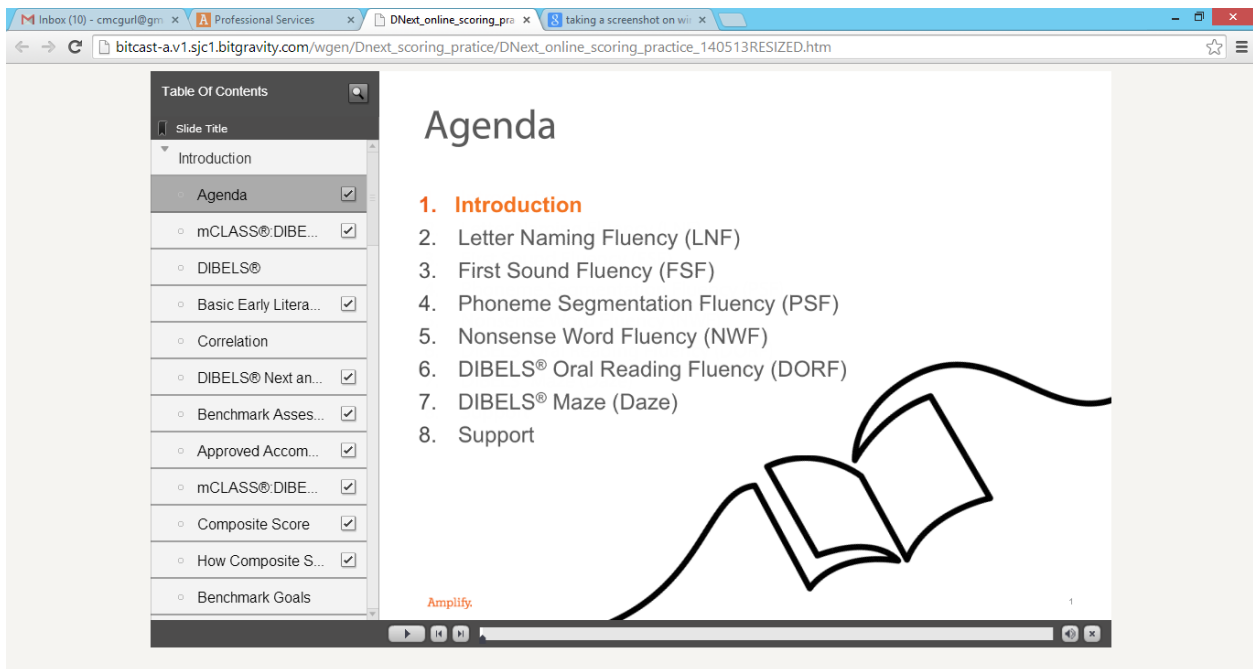 Inbox (10) - cmcgurl@gm
Professional Services
DNext_online_scoring_pra
taking a screenshot on wi
bitcast-a.v1.sjc1.bitgravity.com/wgen/Dnext_scoring_pratice/DNext_online_scoring_practice_140513RESIZED.htm
Table Of Contents
Slide Title
Introduction
Agenda
mCLASS®:DIBE...
DIBELS®
Basic Early Litera...
Correlation
DIBELS® Next an...
Benchmark Asses...
Approved Accom...
mCLASS®:DIBE...
Composite Score
How Composite S...
Benchmark Goals
Agenda
1. Introduction
2. Letter Naming Fluency (LNF)
3. First Sound Fluency (FSF)
4. Phoneme Segmentation Fluency (PSF)
5. Nonsense Word Fluency (NWF)
6. DIBELS® Oral Reading Fluency (DORF)
7. DIBELS® Maze (Daze)
8. Support
Amplify.
1